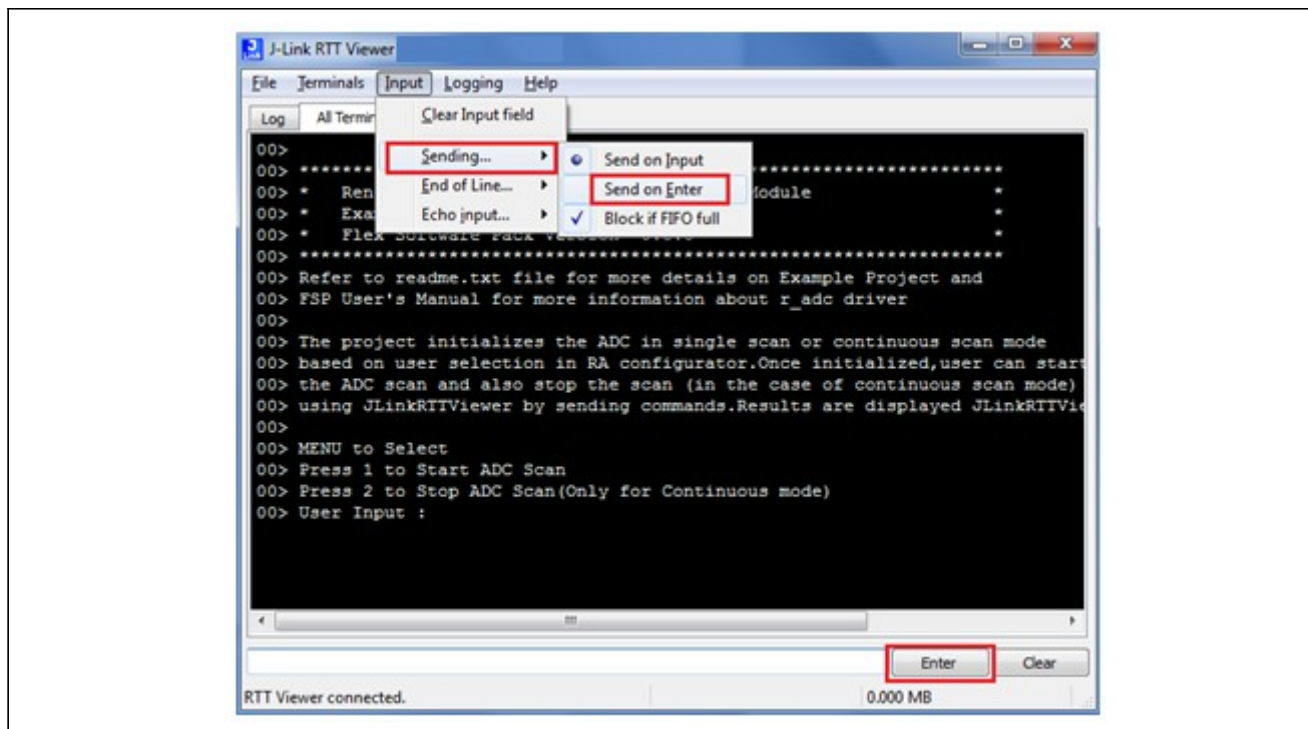 J-Link RTT Viewer
File Terminals Input Logging Help
Log All Termin
Clear Input field
Sending...
End of Line...
Echo input...
Send on Input
Send on Enter
Block if FIFO full
00>
00> *******
00> * Ren Module *
00> * Exa *
00> * Flex Software Pack Version *
00> ******************************************************************
00> Refer to readme.txt file for more details on Example Project and
00> FSP User's Manual for more information about r_adc driver
00>
00> The project initializes the ADC in single scan or continuous scan mode
00> based on user selection in RA configurator.Once initialized,user can start
00> the ADC scan and also stop the scan (in the case of continuous scan mode)
00> using JLinkRTTViewer by sending commands.Results are displayed JLinkRTTVie
00>
00> MENU to Select
00> Press 1 to Start ADC Scan
00> Press 2 to Stop ADC Scan(Only for Continuous mode)
00> User Input :
Enter Clear
RTT Viewer connected. 0.000 MB